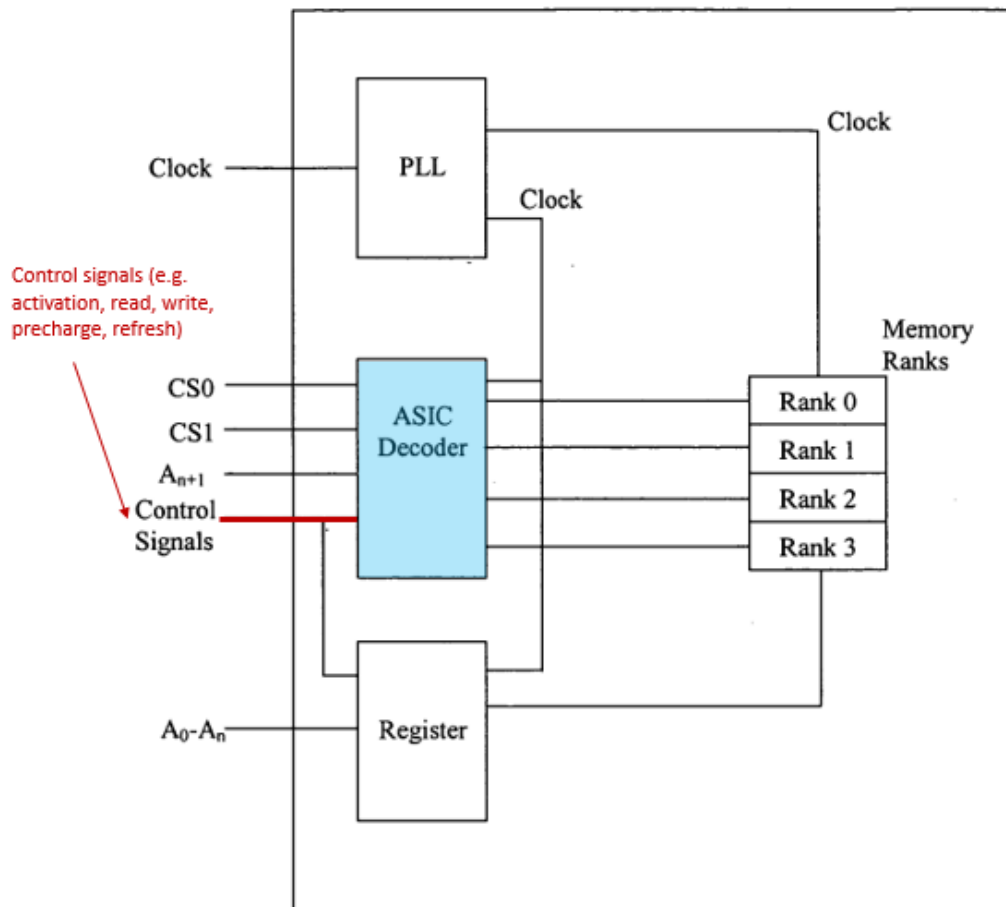 Clock
PLL
Clock
Clock
Control signals (e.g.
activation, read, write,
precharge, refresh)
Memory
Ranks
CS0
CS1
Aₙ₊₁
Control
Signals
ASIC
Decoder
Rank 0
Rank 1
Rank 2
Rank 3
A₀-Aₙ
Register